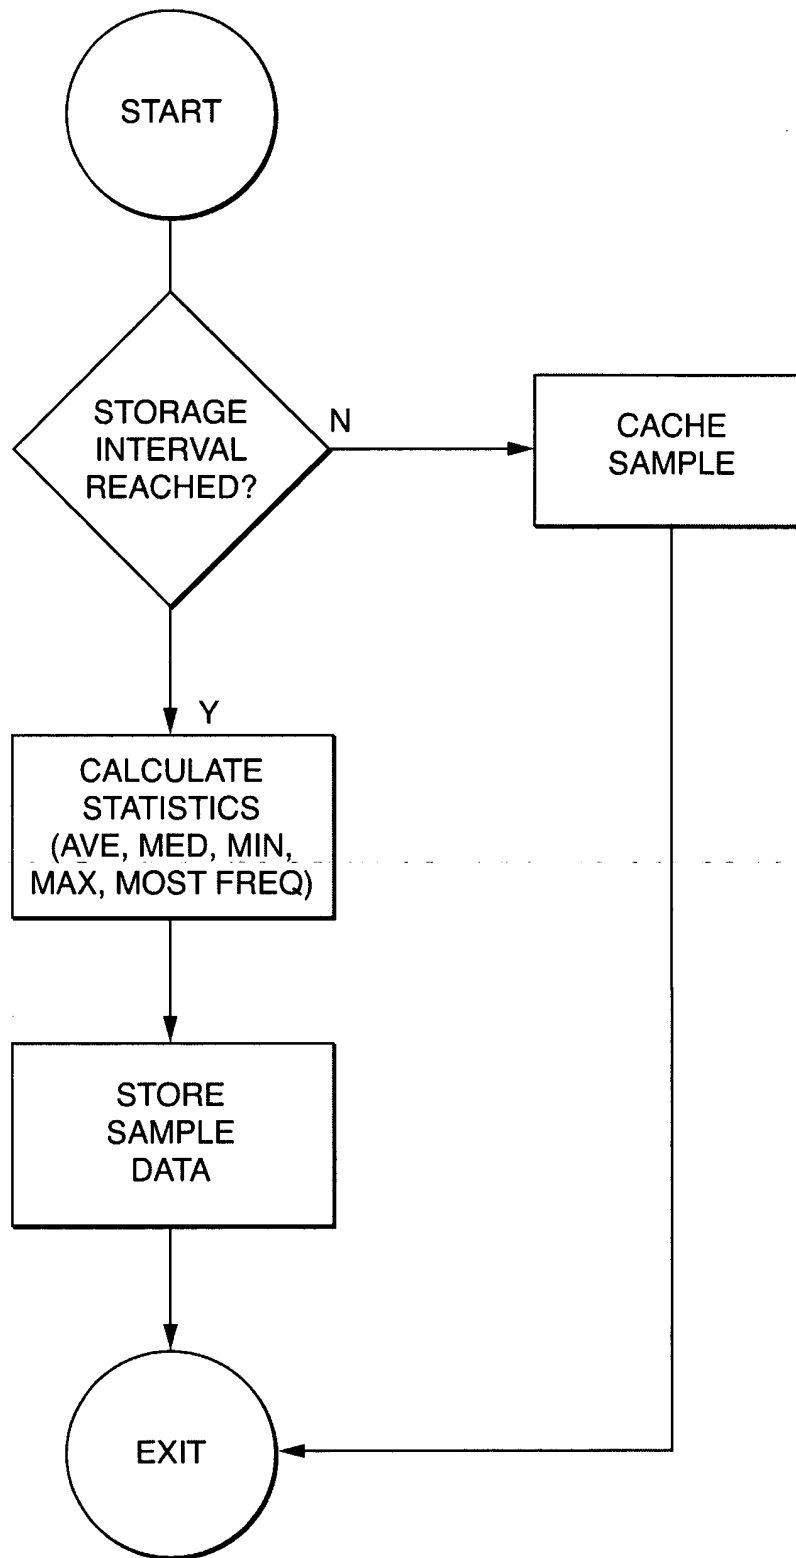 START
STORAGE
INTERVAL
REACHED?
N
CACHE
SAMPLE
Y
CALCULATE
STATISTICS
(AVE, MED, MIN,
MAX, MOST FREQ)
STORE
SAMPLE
DATA
EXIT